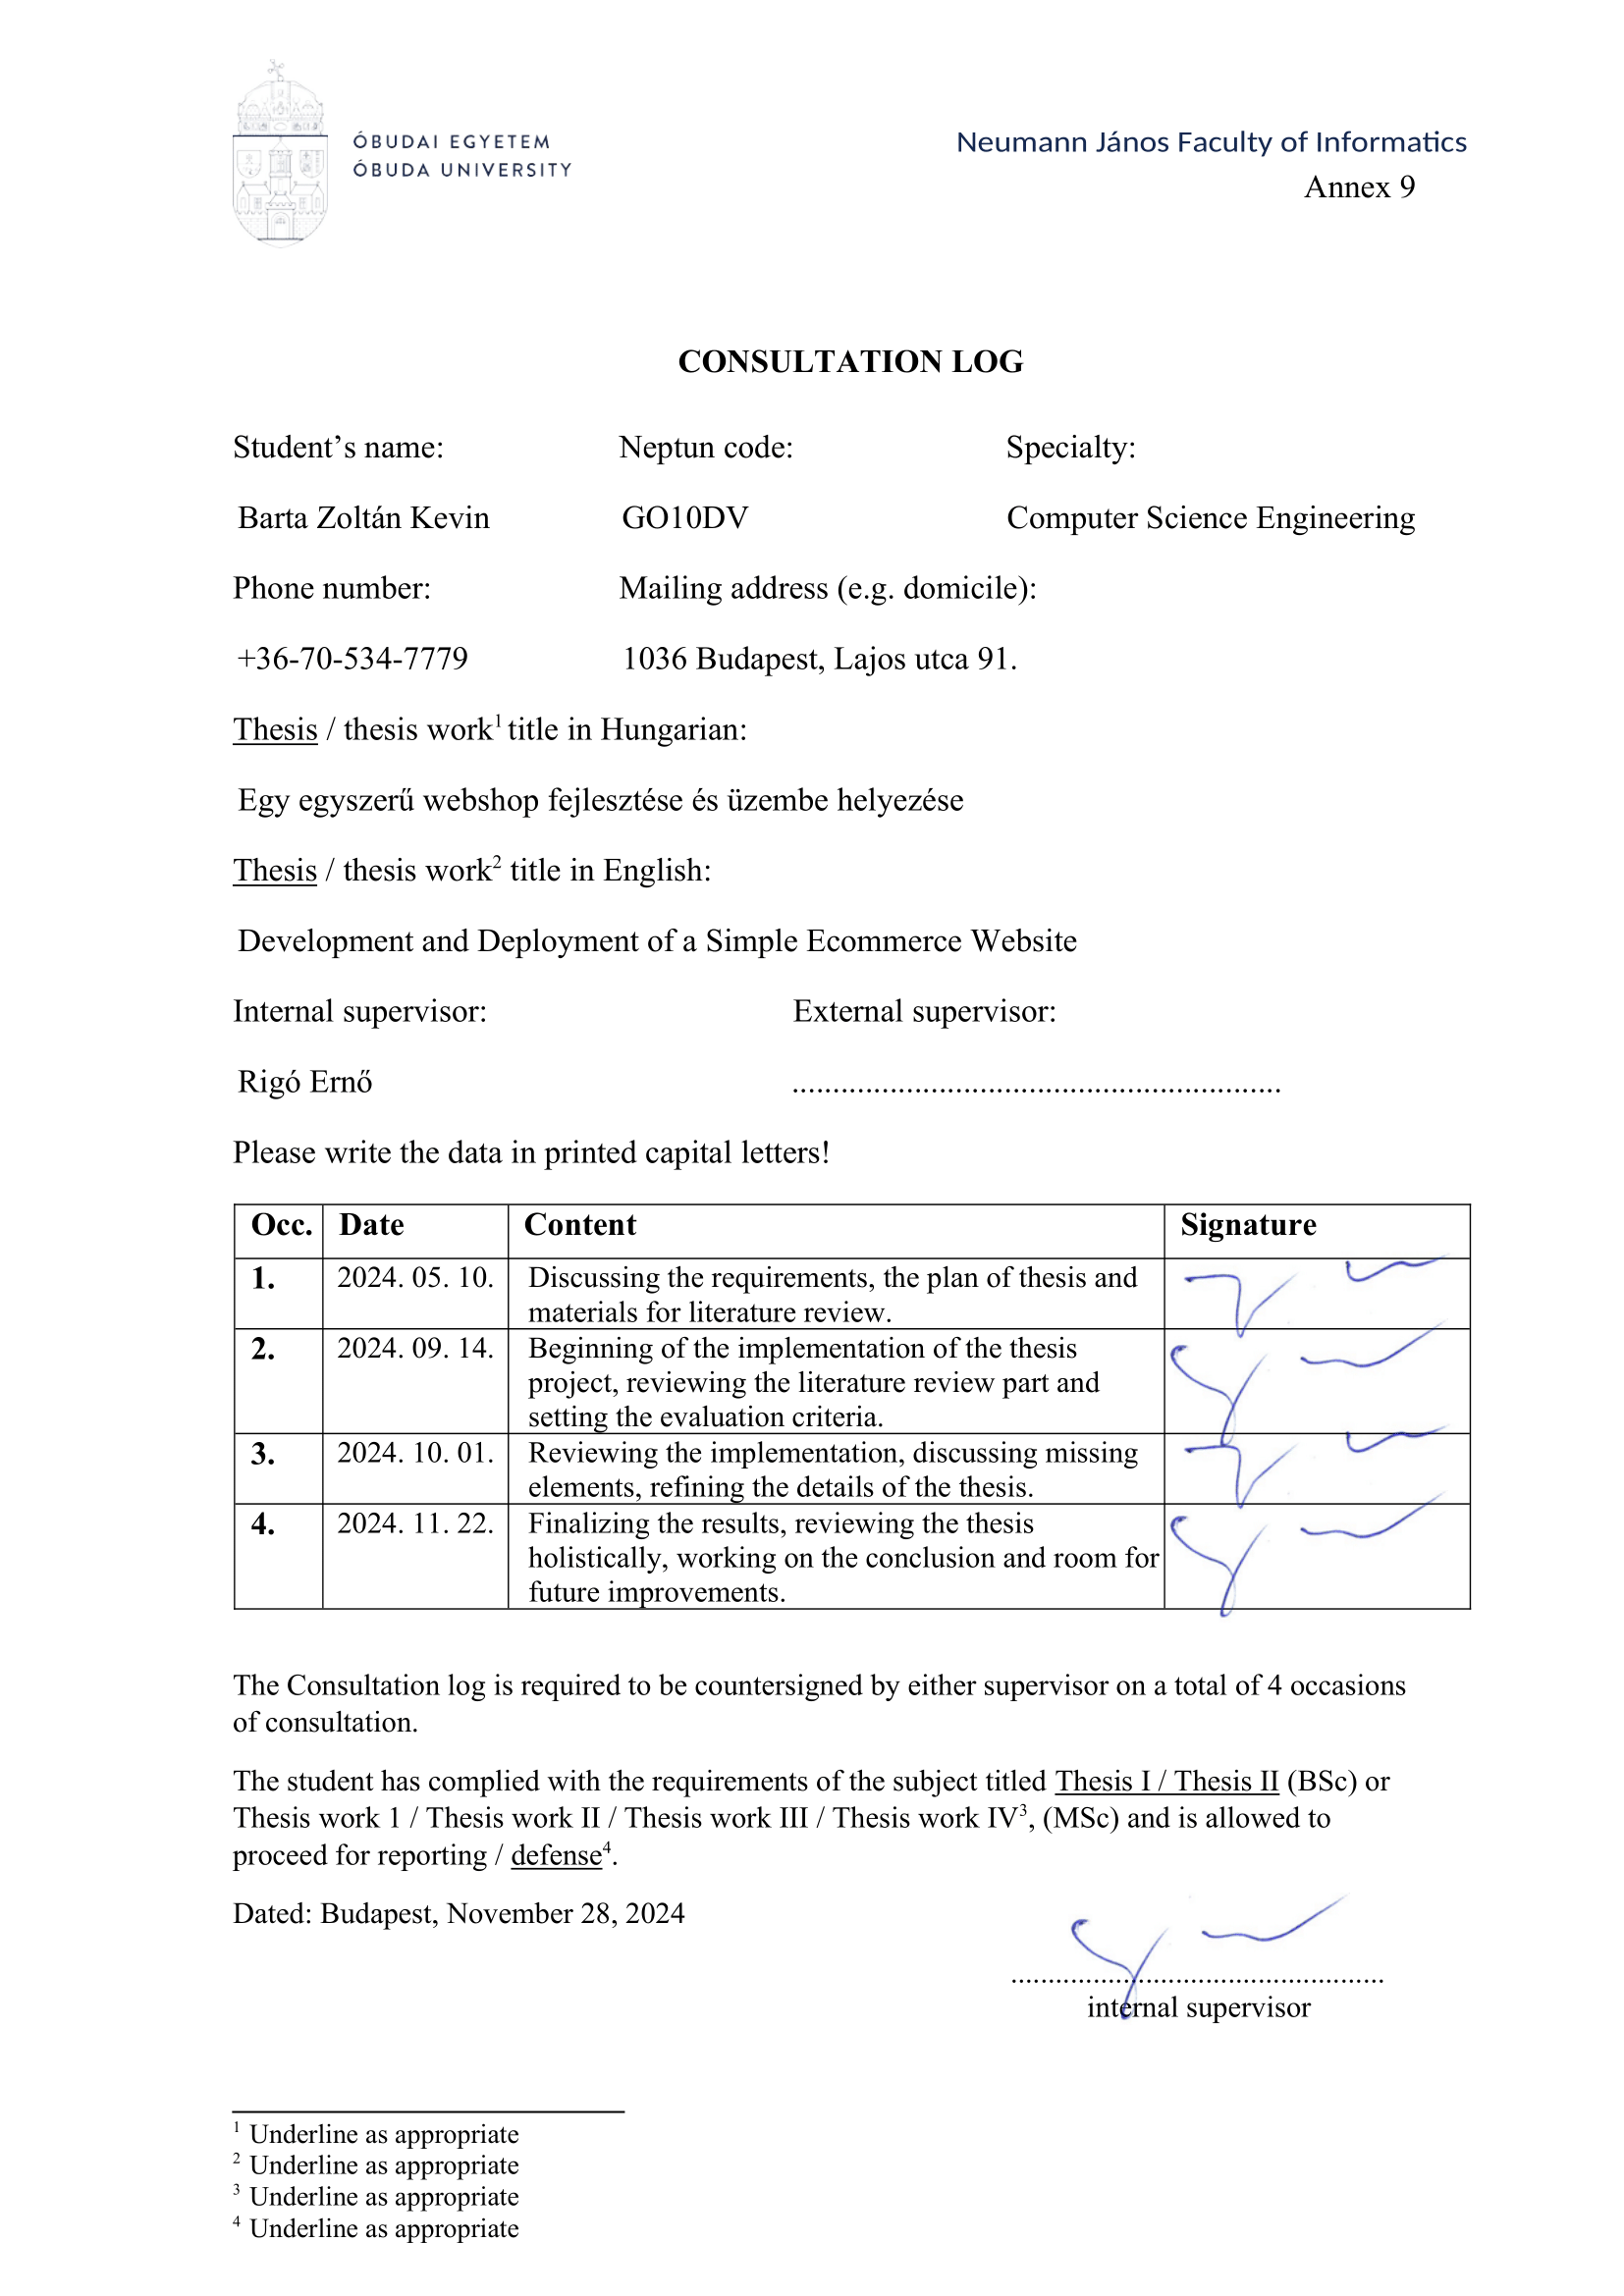 ÓBUDAI EGYETEM
ÓBUDA UNIVERSITY
Neumann János Faculty of Informatics
Annex 9
CONSULTATION LOG
Student’s name: Neptun code: Specialty:
Barta Zoltán Kevin GO10DV Computer Science Engineering
Phone number: Mailing address (e.g. domicile):
+36-70-534-7779 1036 Budapest, Lajos utca 91.
Thesis / thesis work1 title in Hungarian:
Egy egyszerű webshop fejlesztése és üzembe helyezése
Thesis / thesis work2 title in English:
Development and Deployment of a Simple Ecommerce Website
Internal supervisor: External supervisor:
Rigó Ernő ............................................................
Please write the data in printed capital letters!
Occ. Date Content Signature
1. 2024. 05. 10. Discussing the requirements, the plan of thesis and
materials for literature review.
2. 2024. 09. 14. Beginning of the implementation of the thesis
project, reviewing the literature review part and
setting the evaluation criteria.
3. 2024. 10. 01. Reviewing the implementation, discussing missing
elements, refining the details of the thesis.
4. 2024. 11. 22. Finalizing the results, reviewing the thesis
holistically, working on the conclusion and room for
future improvements.
The Consultation log is required to be countersigned by either supervisor on a total of 4 occasions
of consultation.
The student has complied with the requirements of the subject titled Thesis I / Thesis II (BSc) or
Thesis work 1 / Thesis work II / Thesis work III / Thesis work IV3, (MSc) and is allowed to
proceed for reporting / defense4.
Dated: Budapest, November 28, 2024
..................................................
internal supervisor
1 Underline as appropriate
2 Underline as appropriate
3 Underline as appropriate
4 Underline as appropriate